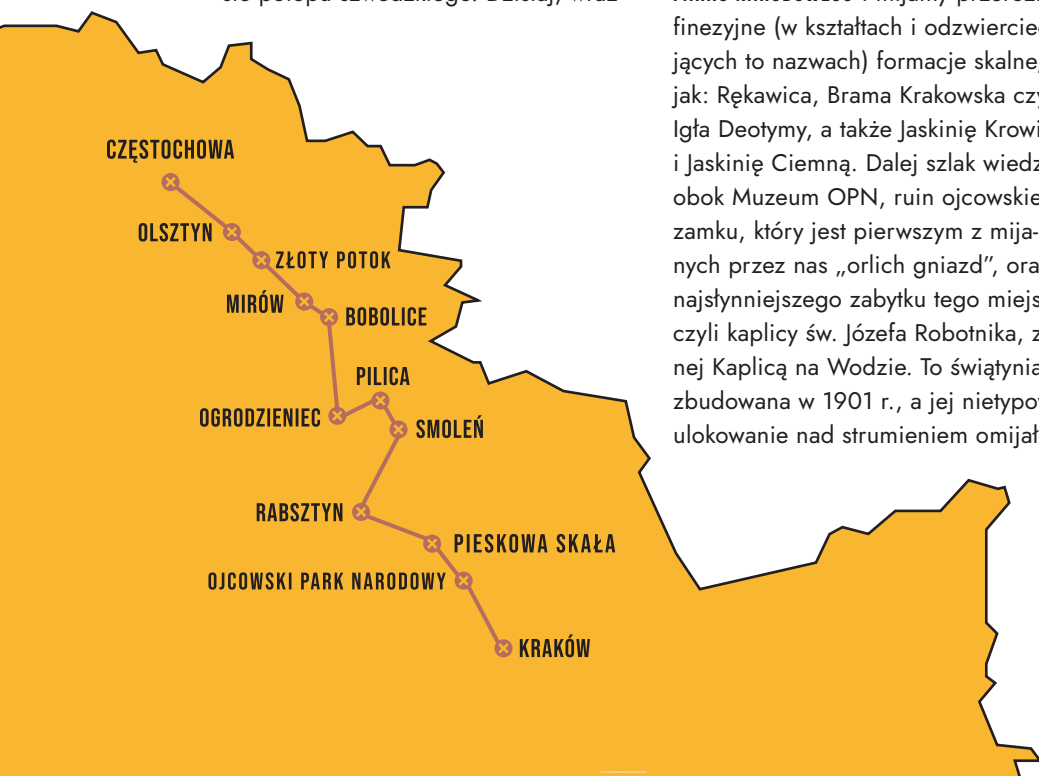 CZĘSTOCHOWA
OLSZTYN
ZŁOTY POTOK
MIRÓW
BOBOLICE
PILICA
OGRODZIENIEC
SMOLEŃ
RABSZTYN
PIESKOWA SKAŁA
OJCOWSKI PARK NARODOWY
KRAKÓW
finezyjne (w kształtach i odzwiercie
jących to nazwach) formacje skalne
jak: Rękawica, Brama Krakowska czy
Igła Deotymy, a także Jaskinię Krowi
i Jaskinię Ciemną. Dalej szlak wiedz
obok Muzeum OPN, ruin ojcowskie
zamku, który jest pierwszym z mija-
nych przez nas „orlich gniazd”, ora
najsłynniejszego zabytku tego miejs
czyli kaplicy św. Józefa Robotnika, z
nej Kaplicą na Wodzie. To świątynia
zbudowana w 1901 r., a jej nietypow
ulokowanie nad strumieniem omijał